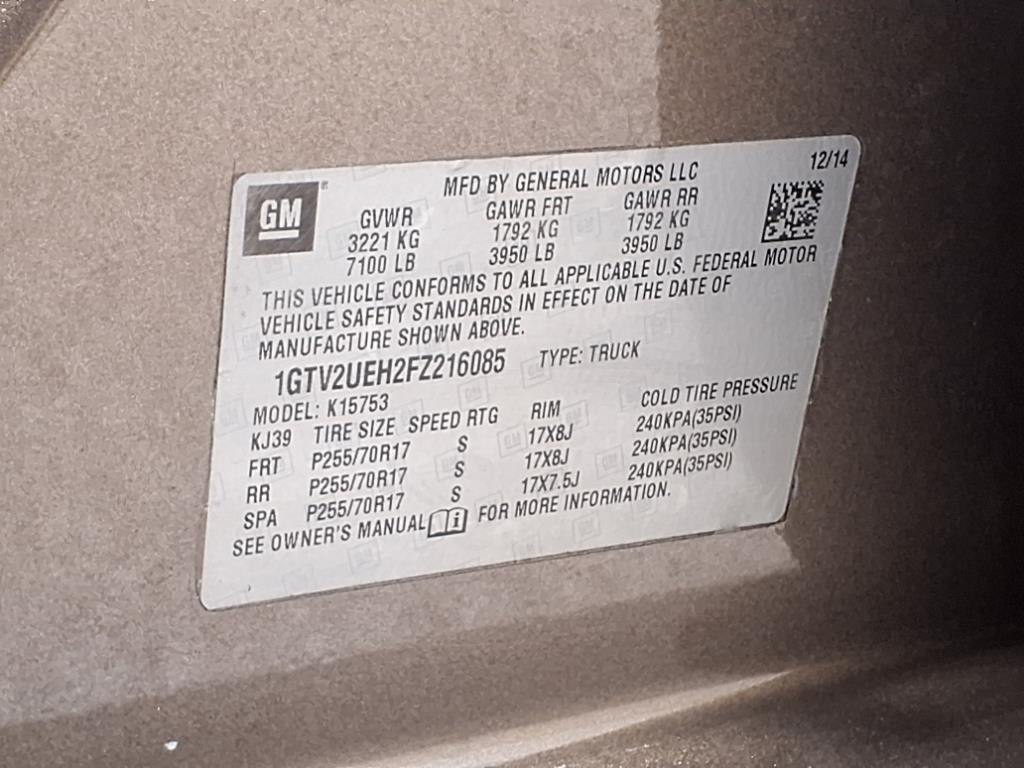 12/14
GM
MFD BY GENERAL MOTORS LLC
GVWR GAWR FRT GAWR RR
3221 KG 1792 KG 1792 KG
7100 LB 3950 LB 3950 LB
THIS VEHICLE CONFORMS TO ALL APPLICABLE U.S. FEDERAL MOTOR
VEHICLE SAFETY STANDARDS IN EFFECT ON THE DATE OF
MANUFACTURE SHOWN ABOVE.
1GTV2UEH2FZ216085 TYPE: TRUCK
MODEL: K15753
KJ39 TIRE SIZE SPEED RTG RIM COLD TIRE PRESSURE
FRT P255/70R17 S 17X8J 240KPA(35PSI)
RR P255/70R17 S 17X8J 240KPA(35PSI)
SPA P255/70R17 S 17X7.5J 240KPA(35PSI)
SEE OWNER'S MANUAL FOR MORE INFORMATION.